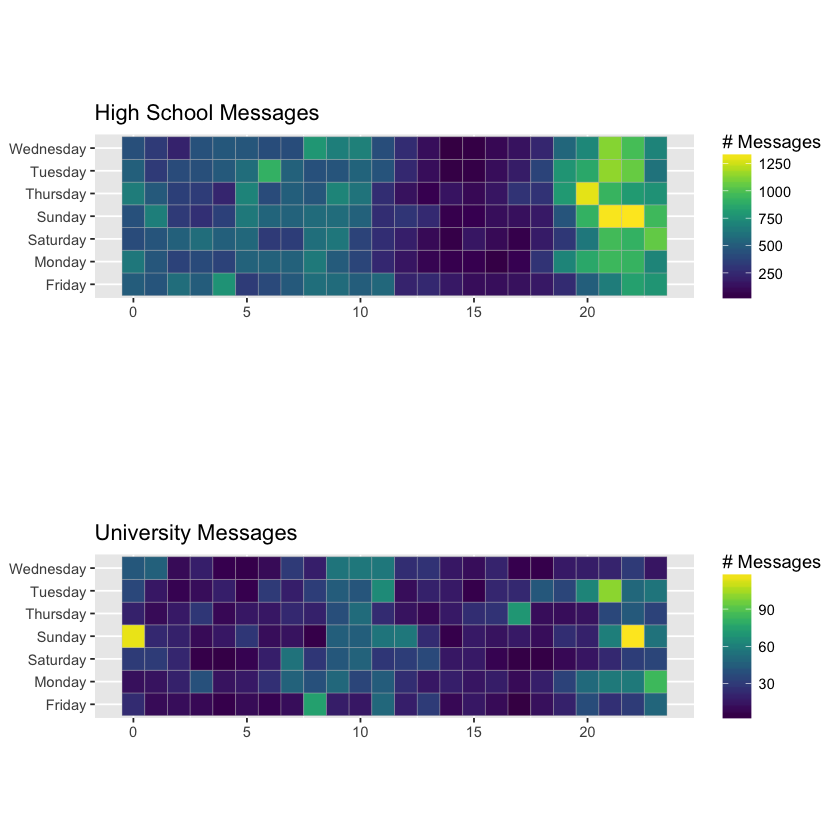 High School Messages
Wednesday
Tuesday
Thursday
Sunday
Saturday
Monday
Friday
0 5 10 15 20
# Messages
1250
1000
750
500
250
University Messages
Wednesday
Tuesday
Thursday
Sunday
Saturday
Monday
Friday
0 5 10 15 20
# Messages
90
60
30